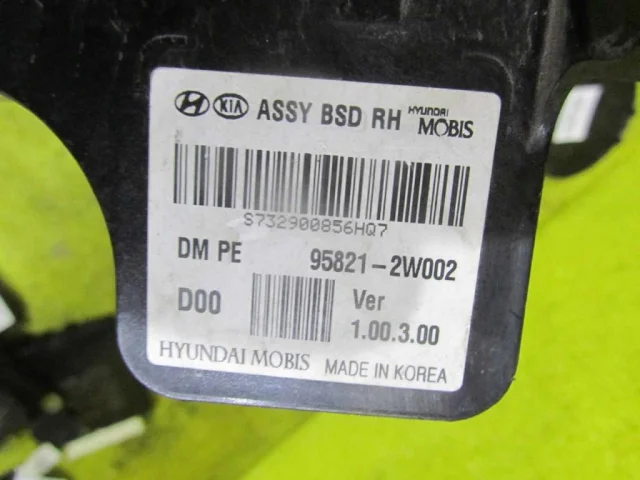 KIA ASSY BSD RH HYUNDAI MOBIS
S732900856HQ7
DM PE 95821-2W002
D00 Ver 1.00.3.00
HYUNDAI MOBIS MADE IN KOREA